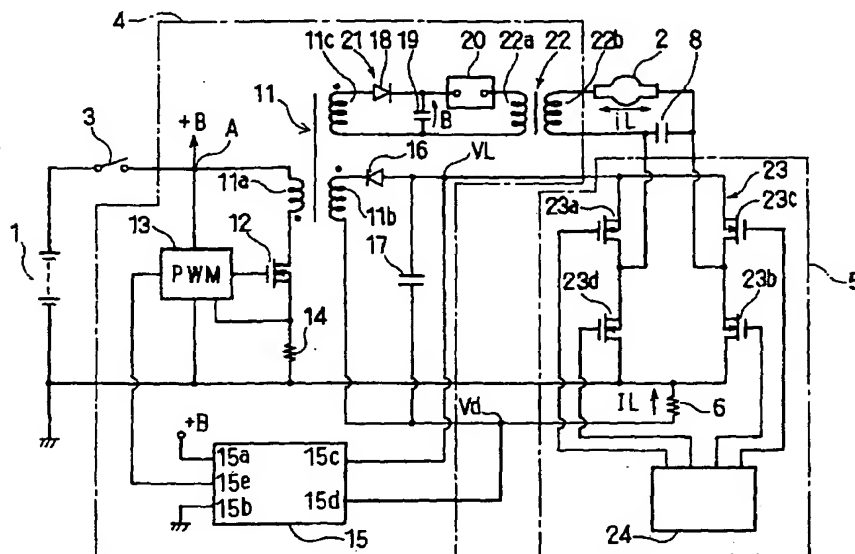 4
11c 21 18 19 20 22a 22 22b 2 8
11
B
iL
3 +B A
16 VL
11a
11b
23
23a 23c
13 12
1
PWM
17
23d 23b
5
14
Vd
IL 6
+B
15a 15c
15e
15b 15d
15
24